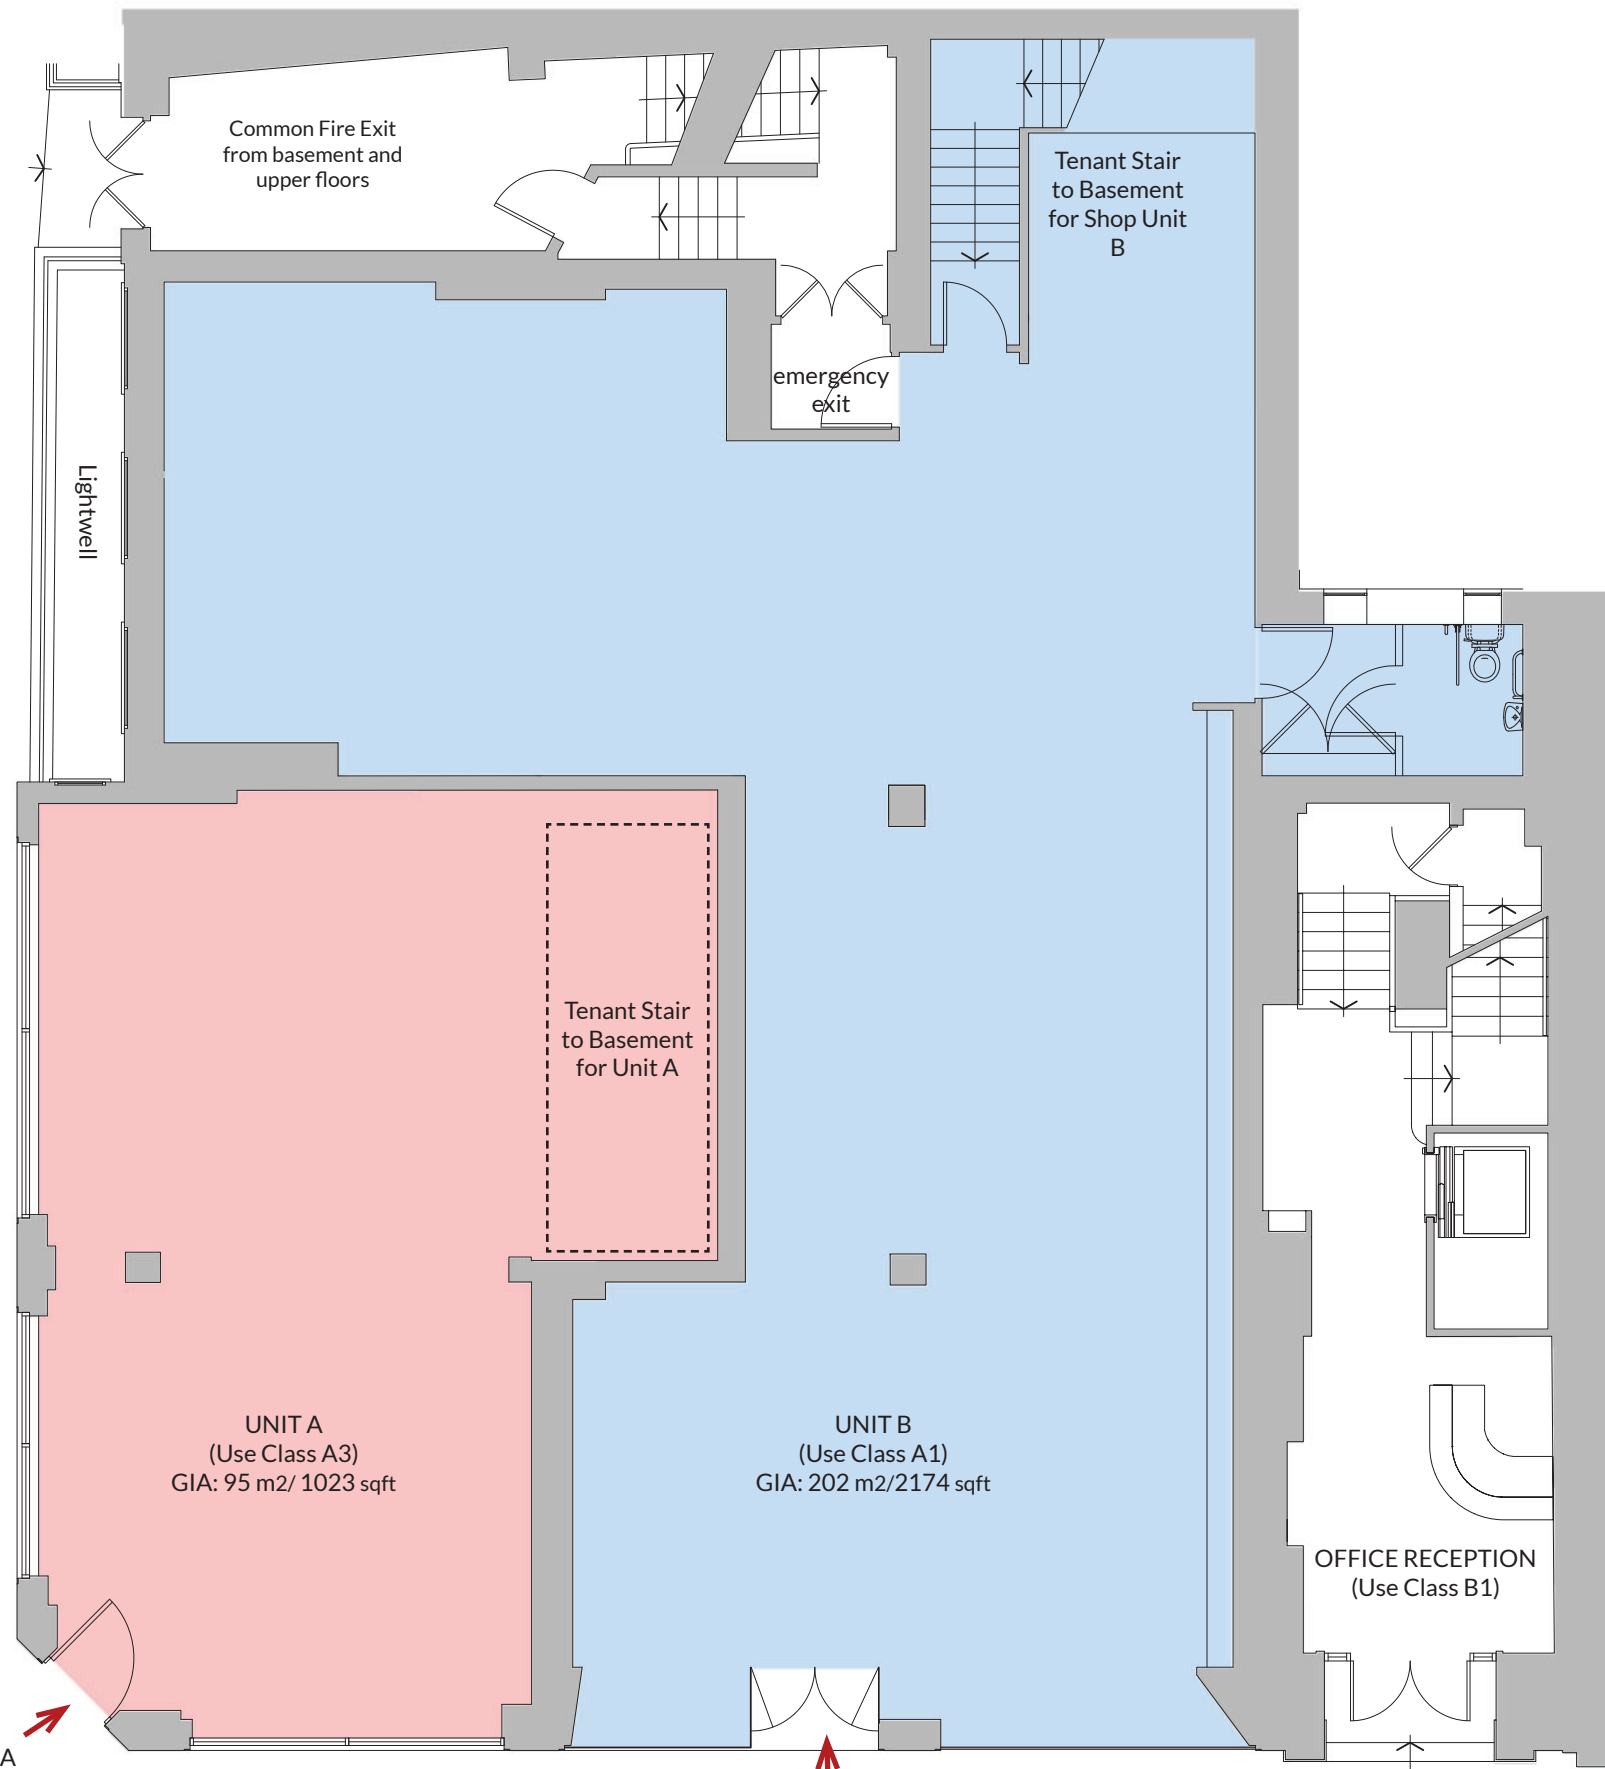 Common Fire Exit
from basement and
upper floors
Tenant Stair
to Basement
for Shop Unit
B
emergency
exit
Lightwell
Tenant Stair
to Basement
for Unit A
UNIT A
(Use Class A3)
GIA: 95 m2/ 1023 sqft
UNIT B
(Use Class A1)
GIA: 202 m2/2174 sqft
OFFICE RECEPTION
(Use Class B1)
A